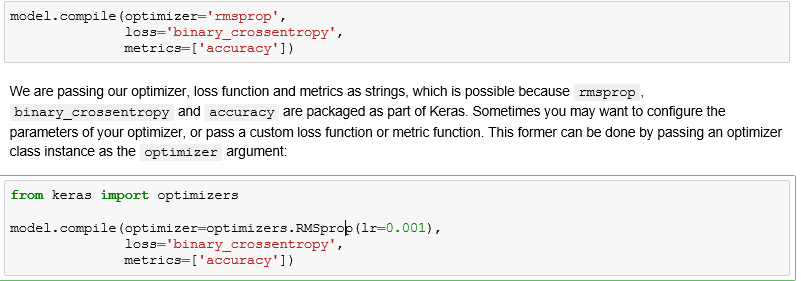 model.compile(optimizer='rmsprop',
              loss='binary_crossentropy',
              metrics=['accuracy'])
We are passing our optimizer, loss function and metrics as strings, which is possible because rmsprop ,
binary_crossentropy and accuracy are packaged as part of Keras. Sometimes you may want to configure the
parameters of your optimizer, or pass a custom loss function or metric function. This former can be done by passing an optimizer
class instance as the optimizer argument:
from keras import optimizers
model.compile(optimizer=optimizers.RMSprop(lr=0.001),
              loss='binary_crossentropy',
              metrics=['accuracy'])